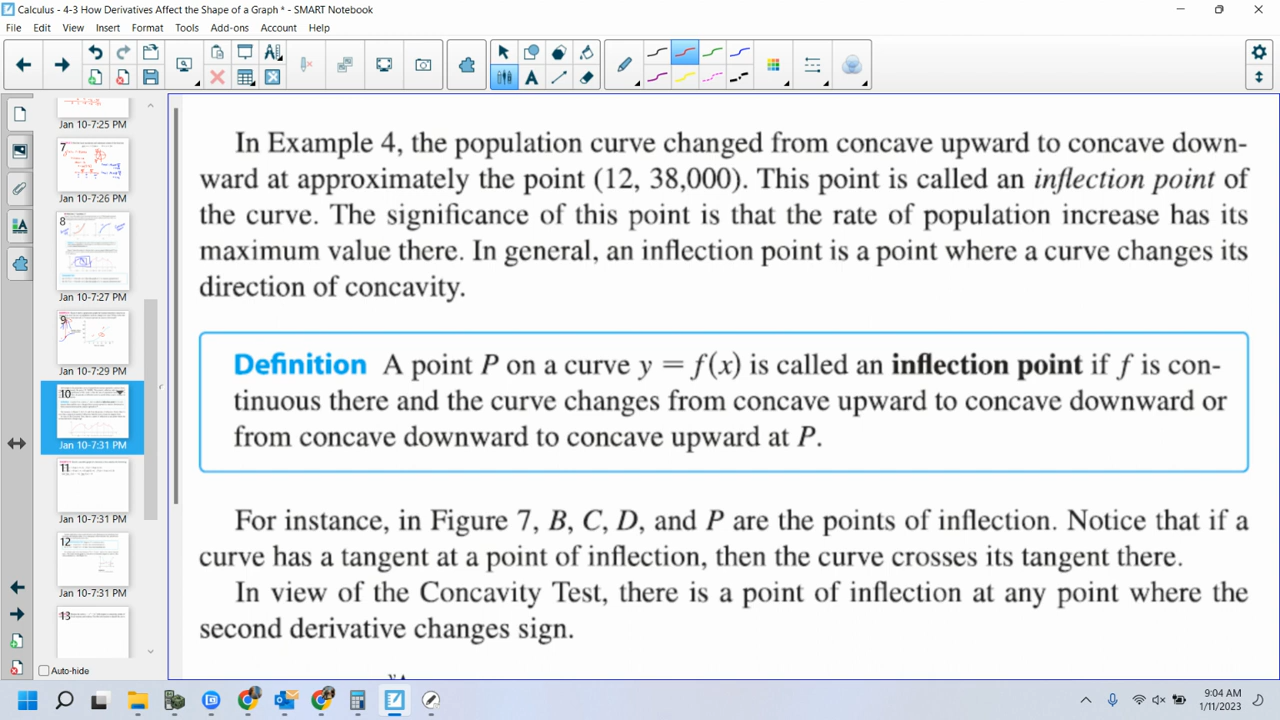 Calculus - 4-3 How Derivatives Affect the Shape of a Graph * - SMART Notebook
File Edit View Insert Format Tools Add-ons Account Help
Jan 10-7:25 PM
7
Jan 10-7:26 PM
8
Jan 10-7:27 PM
9
Jan 10-7:29 PM
10
Jan 10-7:31 PM
11
Jan 10-7:31 PM
12
Jan 10-7:31 PM
13
Auto-hide
In Example 4, the population curve changed from concave upward to concave down-
ward at approximately the point (12, 38,000). This point is called an inflection point of
the curve. The significance of this point is that the rate of population increase has its
maximum value there. In general, an inflection point is a point where a curve changes its
direction of concavity.
Definition A point P on a curve y = f(x) is called an inflection point if f is con-
tinuous there and the curve changes from concave upward to concave downward or
from concave downward to concave upward at P.
For instance, in Figure 7, B, C, D, and P are the points of inflection. Notice that if a
curve has a tangent at a point of inflection, then the curve crosses its tangent there.
In view of the Concavity Test, there is a point of inflection at any point where the
second derivative changes sign.
9:04 AM
1/11/2023